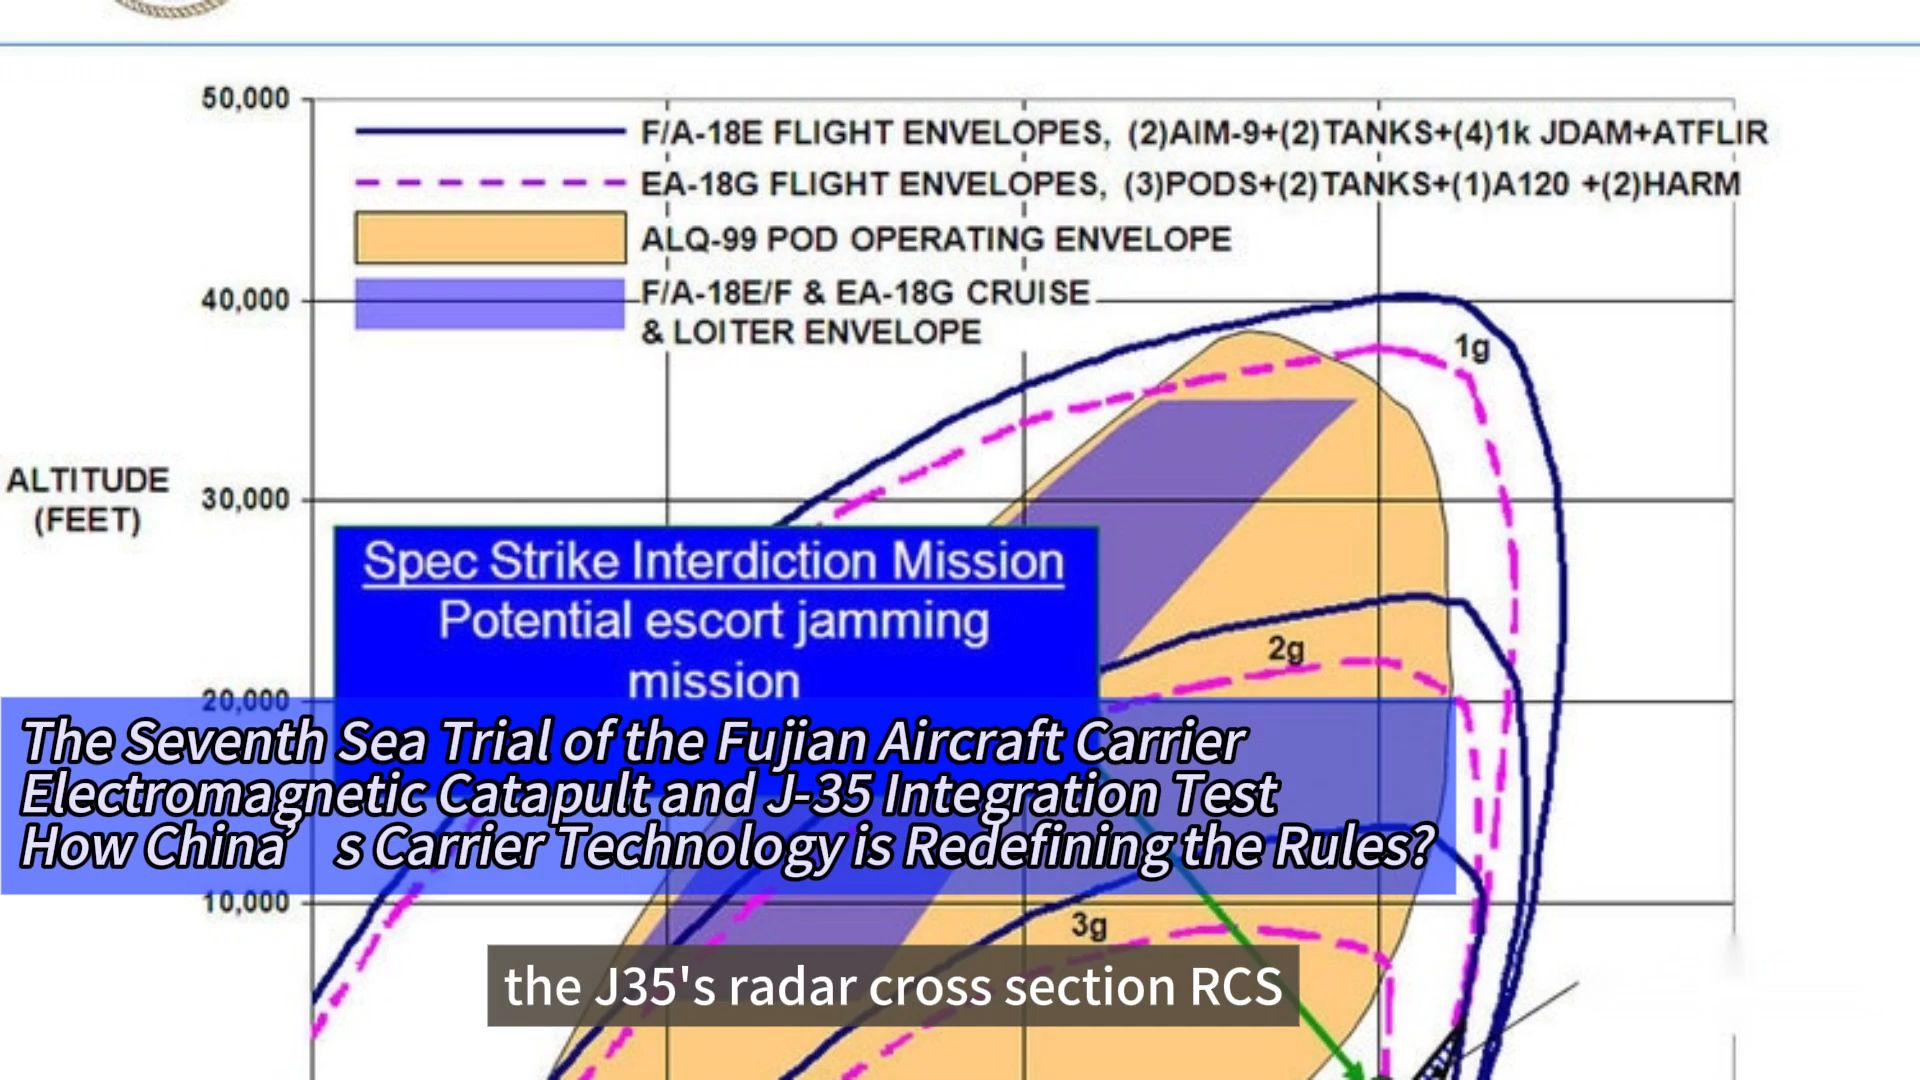 50,000
F/A-18E FLIGHT ENVELOPES, (2)AIM-9+(2)TANKS+(4)1k JDAM+ATFLIR
EA-18G FLIGHT ENVELOPES, (3)PODS+(2)TANKS+(1)A120 +(2)HARM
ALQ-99 POD OPERATING ENVELOPE
40,000
F/A-18E/F & EA-18G CRUISE
& LOITER ENVELOPE
1g
ALTITUDE
(FEET)
30,000
Spec Strike Interdiction Mission
Potential escort jamming
mission
2g
20,000
The Seventh Sea Trial of the Fujian Aircraft Carrier
Electromagnetic Catapult and J-35 Integration Test
How China’s Carrier Technology is Redefining the Rules?
10,000
3g
the J35's radar cross section RCS